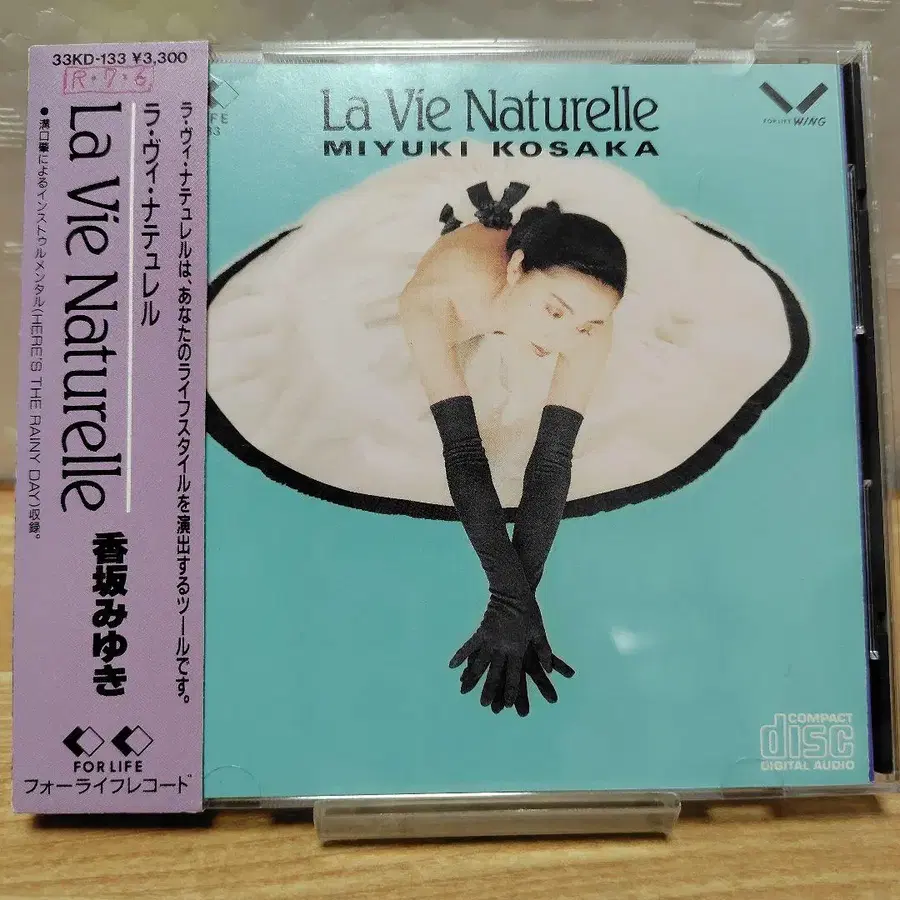 33KD-133 ¥3,300
R・7・6
ラ・ヴィ・ナテュレルは、あなたのライフスタイルを演出するツールです。
ラ・ヴィ・ナテュレル
La Vie Naturelle
●溝口肇によるインストゥルメンタル(HERE'S THE RAINY DAY)収録。
香坂みゆき
FOR LIFE
フォーライフレコード
La Vie Naturelle
MIYUKI KOSAKA
FOR LIFE WING
COMPACT
disc
DIGITAL AUDIO